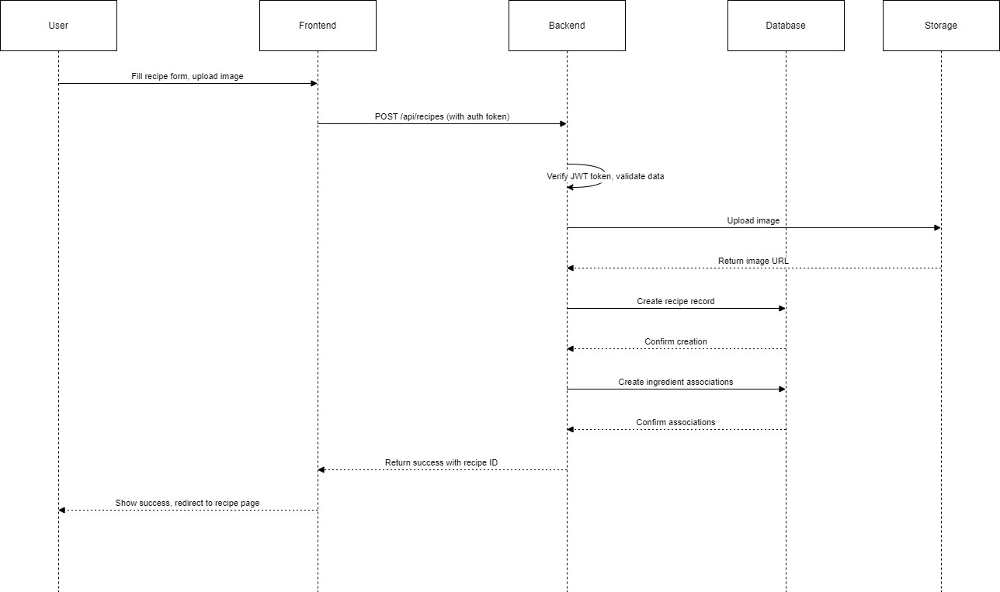 User
Frontend
Backend
Database
Storage
Fill recipe form, upload image
POST /api/recipes (with auth token)
Verify JWT token, validate data
Upload image
Return image URL
Create recipe record
Confirm creation
Create ingredient associations
Confirm associations
Return success with recipe ID
Show success, redirect to recipe page